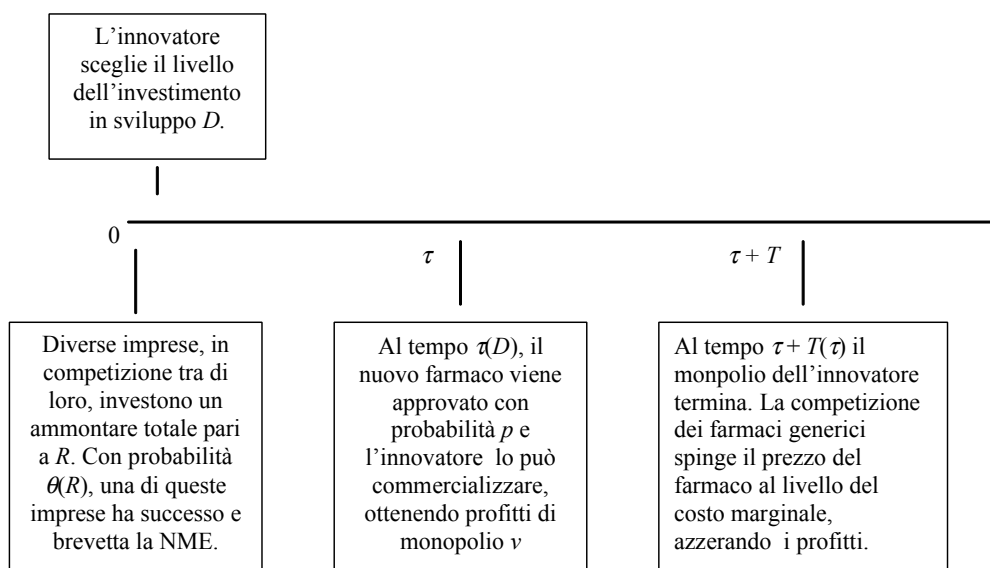 L’innovatore
sceglie il livello
dell’investimento
in sviluppo D.
0
τ
τ + T
Diverse imprese, in
competizione tra di
loro, investono un
ammontare totale pari
a R. Con probabilità
θ(R), una di queste
imprese ha successo e
brevetta la NME.
Al tempo τ(D), il
nuovo farmaco viene
approvato con
probabilità p e
l’innovatore lo può
commercializzare,
ottenendo profitti di
monopolio v
Al tempo τ + T(τ) il
monpolio dell’innovatore
termina. La competizione
dei farmaci generici
spinge il prezzo del
farmaco al livello del
costo marginale,
azzerando i profitti.